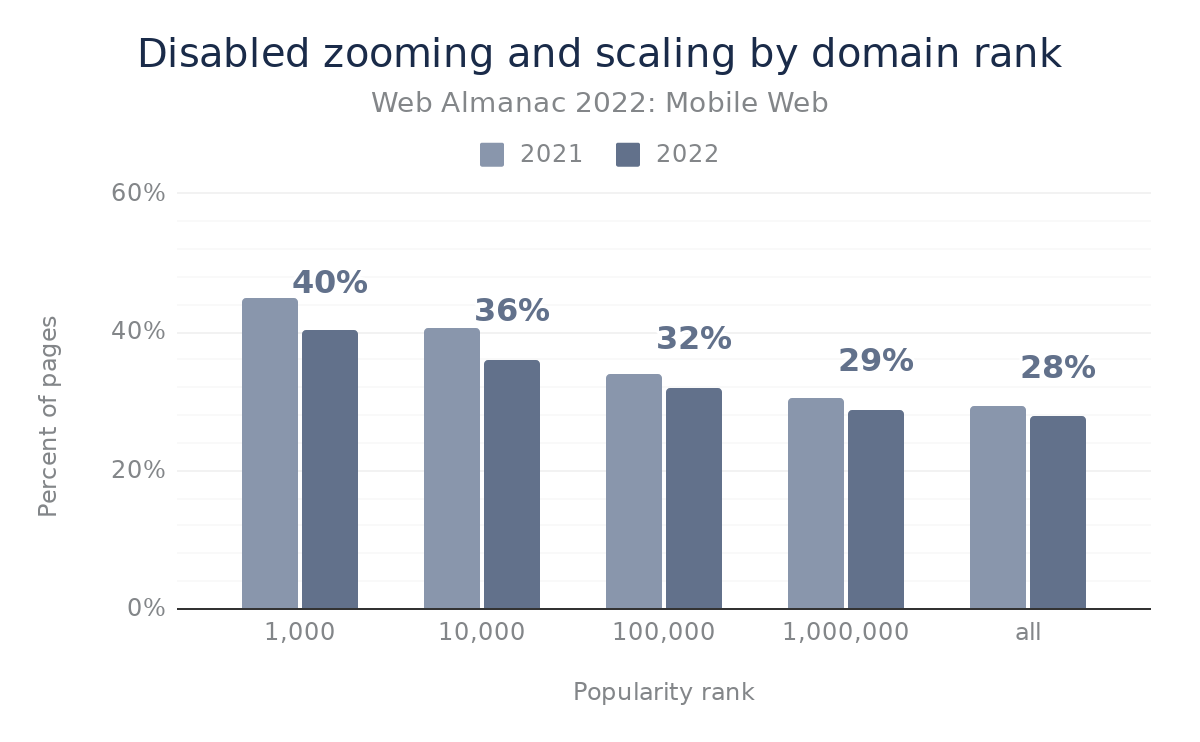 Disabled zooming and scaling by domain rank
Web Almanac 2022: Mobile Web
2021 2022
60%
40%
20%
0%
Percent of pages
40%
36%
32%
29%
28%
1,000 10,000 100,000 1,000,000 all
Popularity rank